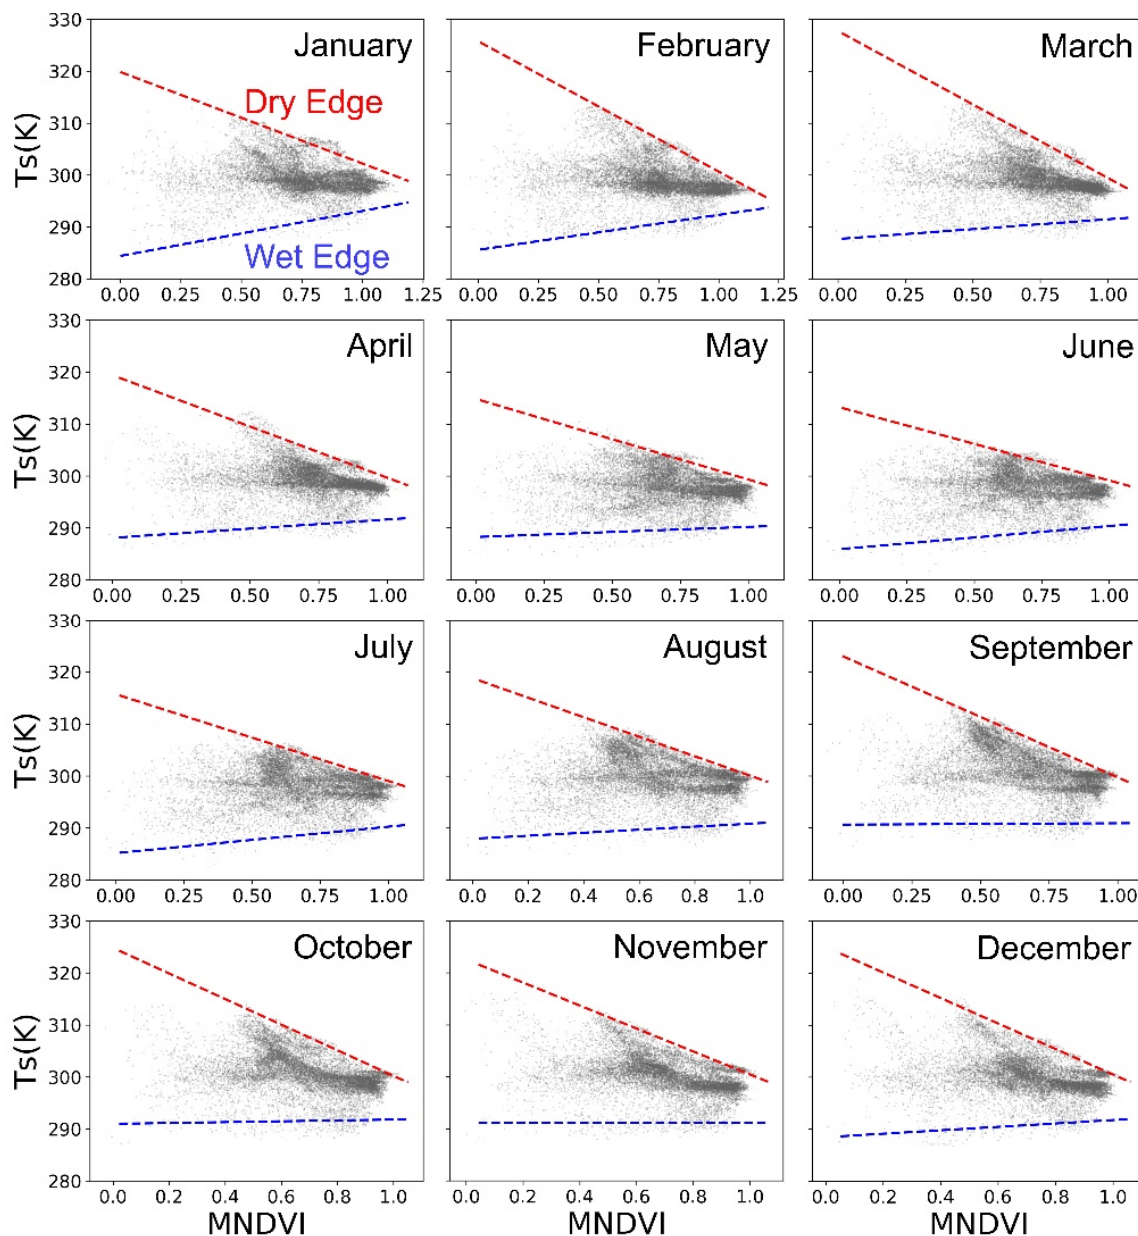 330
320
310
300
290
280
Ts(K)
January
Dry Edge
Wet Edge
0.00 0.25 0.50 0.75 1.00 1.25
February
0.00 0.25 0.50 0.75 1.00 1.25
March
0.00 0.25 0.50 0.75 1.00
330
320
310
300
290
280
Ts(K)
April
0.00 0.25 0.50 0.75 1.00
May
0.00 0.25 0.50 0.75 1.00
June
0.00 0.25 0.50 0.75 1.00
330
320
310
300
290
280
Ts(K)
July
0.00 0.25 0.50 0.75 1.00
August
0.0 0.2 0.4 0.6 0.8 1.0
September
0.00 0.25 0.50 0.75 1.00
330
320
310
300
290
280
Ts(K)
October
0.0 0.2 0.4 0.6 0.8 1.0
MNDVI
November
0.0 0.2 0.4 0.6 0.8 1.0
MNDVI
December
0.0 0.2 0.4 0.6 0.8 1.0
MNDVI